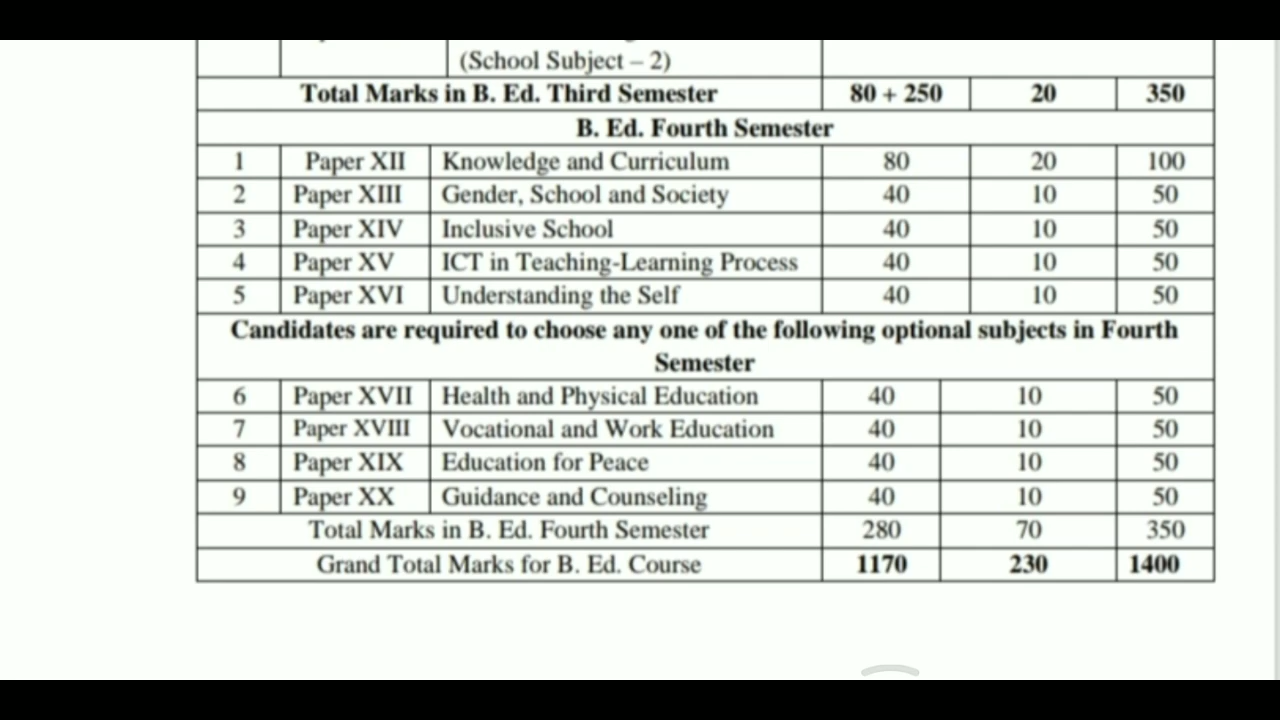 (School Subject – 2)
Total Marks in B. Ed. Third Semester 80 + 250 20 350
B. Ed. Fourth Semester
1 Paper XII Knowledge and Curriculum 80 20 100
2 Paper XIII Gender, School and Society 40 10 50
3 Paper XIV Inclusive School 40 10 50
4 Paper XV ICT in Teaching-Learning Process 40 10 50
5 Paper XVI Understanding the Self 40 10 50
Candidates are required to choose any one of the following optional subjects in Fourth
Semester
6 Paper XVII Health and Physical Education 40 10 50
7 Paper XVIII Vocational and Work Education 40 10 50
8 Paper XIX Education for Peace 40 10 50
9 Paper XX Guidance and Counseling 40 10 50
Total Marks in B. Ed. Fourth Semester 280 70 350
Grand Total Marks for B. Ed. Course 1170 230 1400